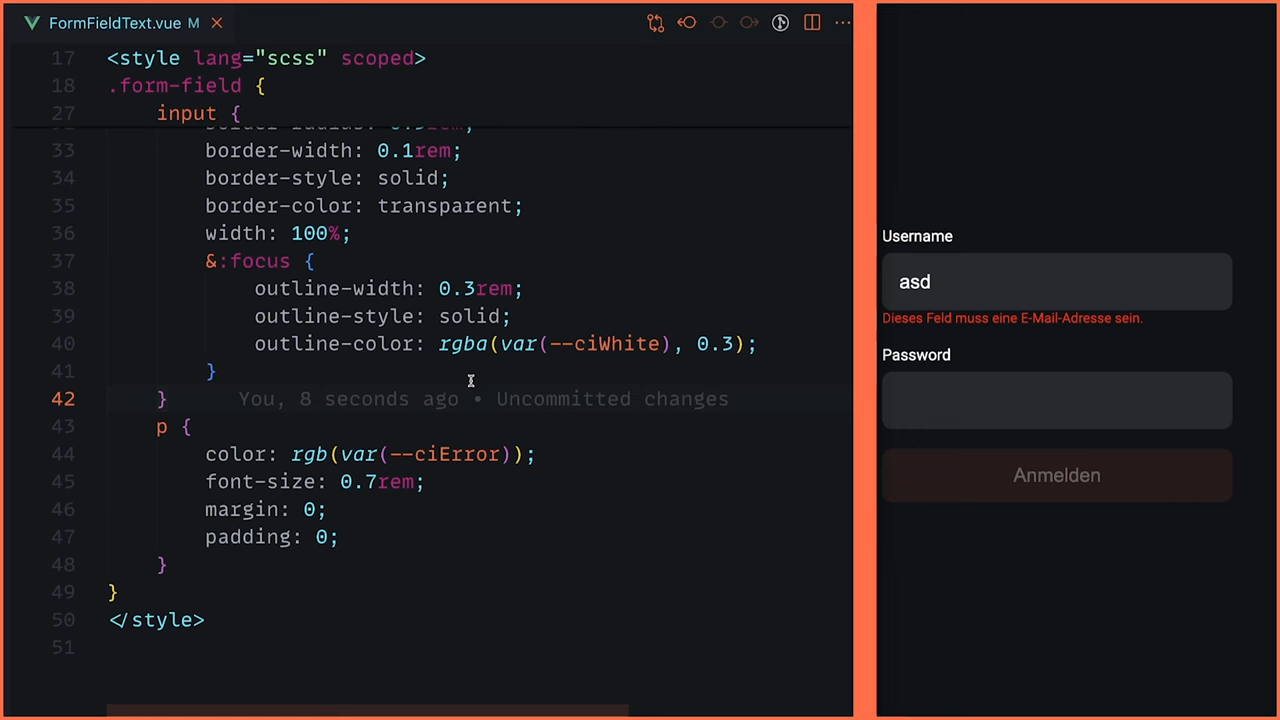 FormFieldText.vue M
17 <style lang="scss" scoped>
18 .form-field {
27 input {
33 border-width: 0.1rem;
34 border-style: solid;
35 border-color: transparent;
36 width: 100%;
37 &:focus {
38 outline-width: 0.3rem;
39 outline-style: solid;
40 outline-color: rgba(var(--ciWhite), 0.3);
41 }
42 } You, 8 seconds ago • Uncommitted changes
43 p {
44 color: rgb(var(--ciError));
45 font-size: 0.7rem;
46 margin: 0;
47 padding: 0;
48 }
49 }
50 </style>
51
Username
asd
Dieses Feld muss eine E-Mail-Adresse sein.
Password
Anmelden